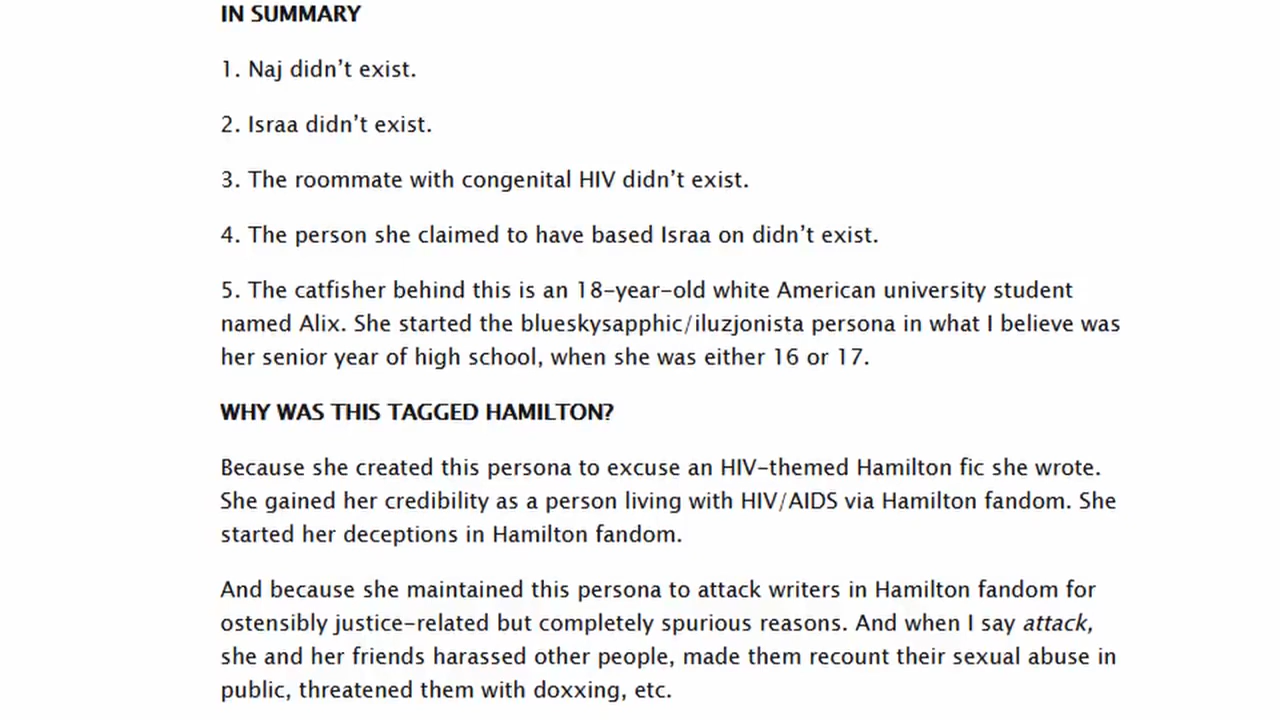 IN SUMMARY
1. Naj didn’t exist.
2. Israa didn’t exist.
3. The roommate with congenital HIV didn’t exist.
4. The person she claimed to have based Israa on didn’t exist.
5. The catfisher behind this is an 18-year-old white American university student
named Alix. She started the blueskysapphic/iluzjonista persona in what I believe was
her senior year of high school, when she was either 16 or 17.
WHY WAS THIS TAGGED HAMILTON?
Because she created this persona to excuse an HIV-themed Hamilton fic she wrote.
She gained her credibility as a person living with HIV/AIDS via Hamilton fandom. She
started her deceptions in Hamilton fandom.
And because she maintained this persona to attack writers in Hamilton fandom for
ostensibly justice-related but completely spurious reasons. And when I say attack,
she and her friends harassed other people, made them recount their sexual abuse in
public, threatened them with doxxing, etc.